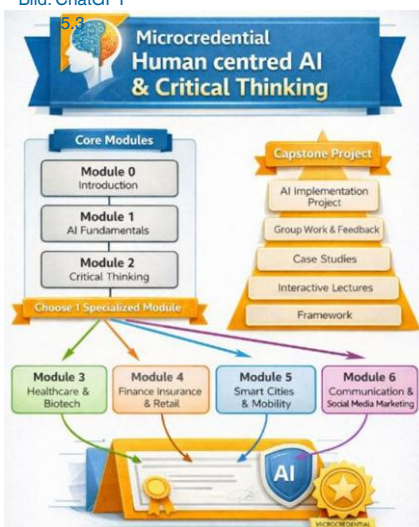 Bild: ChatGPT
5.3
Microcredential
Human centred AI
& Critical Thinking
Core Modules
Module 0
Introduction
Module 1
AI Fundamentals
Module 2
Critical Thinking
Choose 1 Specialized Module
Capstone Project
AI Implementation
Project
Group Work & Feedback
Case Studies
Interactive Lectures
Framework
Module 3
Healthcare &
Biotech
Module 4
Finance Insurance
& Retail
Module 5
Smart Cities
& Mobility
Module 6
Communication &
Social Media Marketing
AI
MICROCREDENTIAL